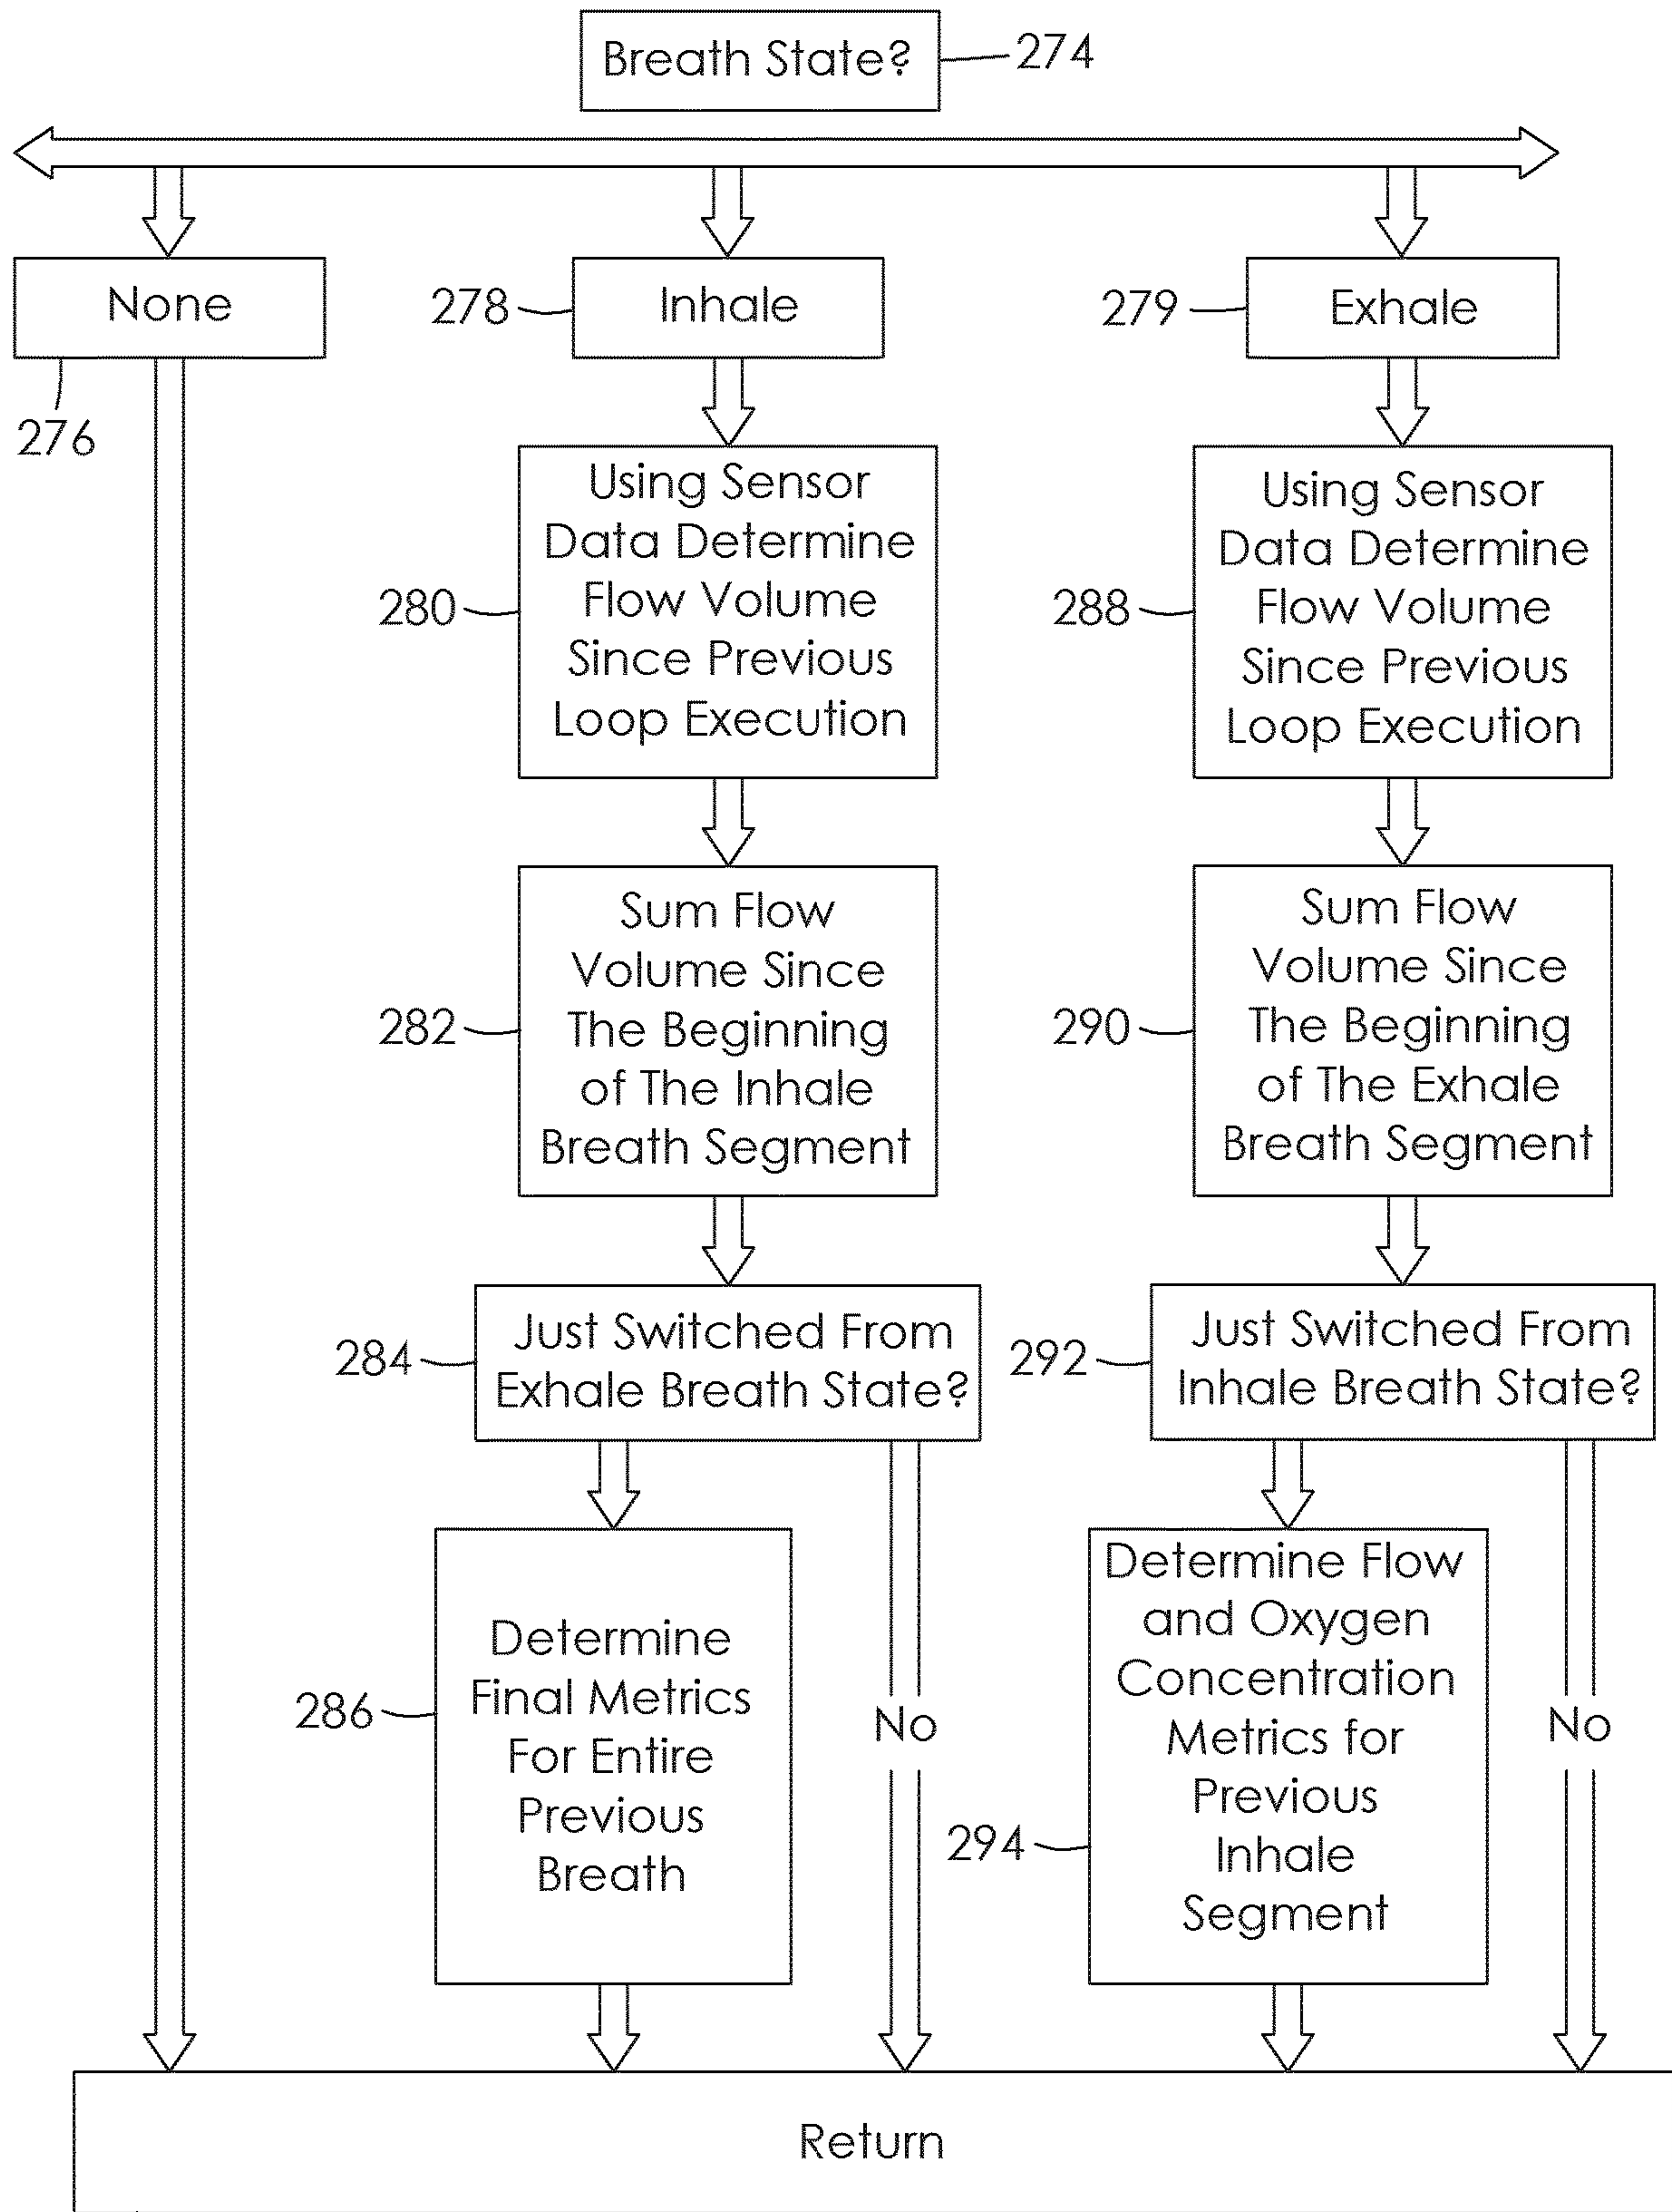 Breath State?
274
None
276
278
Inhale
279
Exhale
280
Using Sensor
Data Determine
Flow Volume
Since Previous
Loop Execution
288
Using Sensor
Data Determine
Flow Volume
Since Previous
Loop Execution
282
Sum Flow
Volume Since
The Beginning
of The Inhale
Breath Segment
290
Sum Flow
Volume Since
The Beginning
of The Exhale
Breath Segment
284
Just Switched From
Exhale Breath State?
292
Just Switched From
Inhale Breath State?
286
Determine
Final Metrics
For Entire
Previous
Breath
No
294
Determine Flow
and Oxygen
Concentration
Metrics for
Previous
Inhale
Segment
No
Return